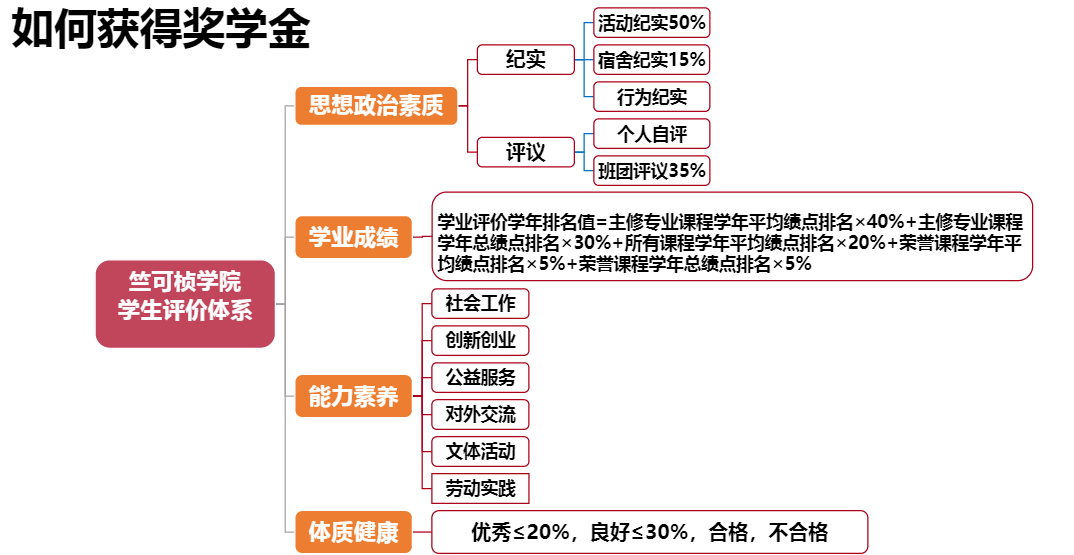 如何获得奖学金
竺可桢学院
学生评价体系
思想政治素质
纪实
活动纪实50%
宿舍纪实15%
行为纪实
评议
个人自评
班团评议35%
学业成绩
学业评价学年排名值=主修专业课程学年平均绩点排名×40%+主修专业课程
学年总绩点排名×30%+所有课程学年平均绩点排名×20%+荣誉课程学年平
均绩点排名×5%+荣誉课程学年总绩点排名×5%
能力素养
社会工作
创新创业
公益服务
对外交流
文体活动
劳动实践
体质健康
优秀≤20%，良好≤30%，合格，不合格